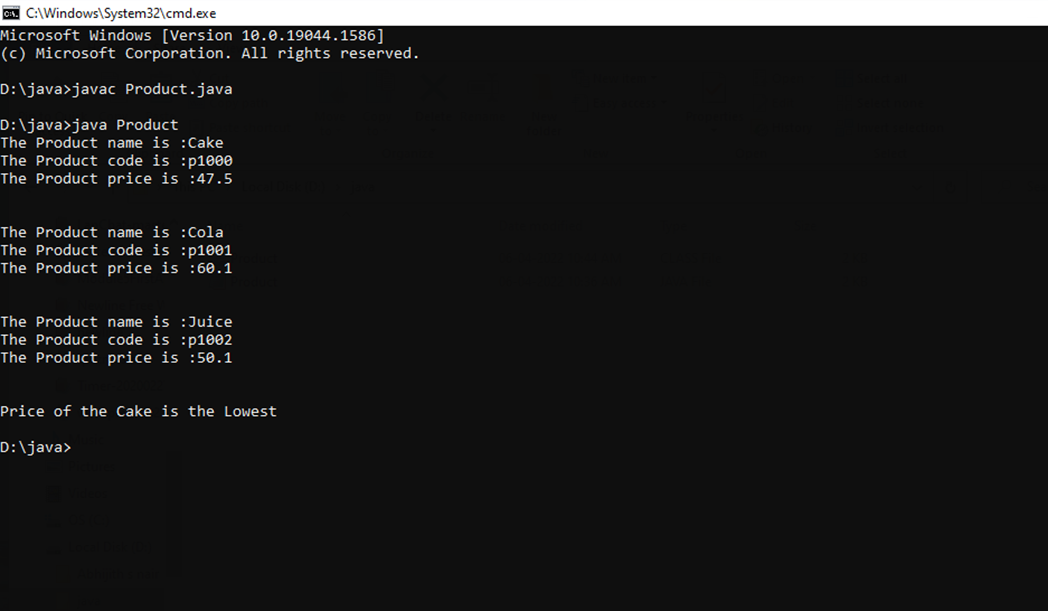 C:\Windows\System32\cmd.exe
Microsoft Windows [Version 10.0.19044.1586]
(c) Microsoft Corporation. All rights reserved.
D:\java>javac Product.java
D:\java>java Product
The Product name is :Cake
The Product code is :p1000
The Product price is :47.5
The Product name is :Cola
The Product code is :p1001
The Product price is :60.1
The Product name is :Juice
The Product code is :p1002
The Product price is :50.1
Price of the Cake is the Lowest
D:\java>